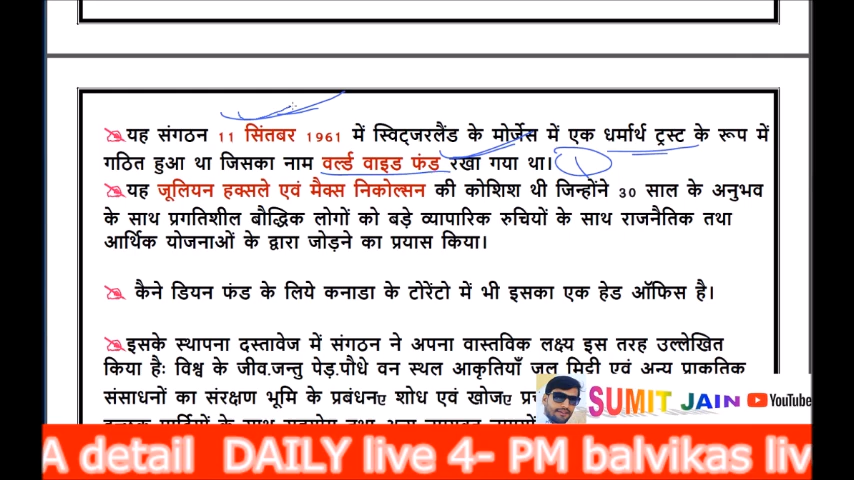 यह संगठन 11 सिंतबर 1961 में स्विट्जरलैंड के मोर्जेस में एक धर्मार्थ ट्रस्ट के रूप में
गठित हुआ था जिसका नाम वर्ल्ड वाइड फंड रखा गया था।
यह जूलियन हक्सले एवं मैक्स निकोल्सन की कोशिश थी जिन्होंने 30 साल के अनुभव
के साथ प्रगतिशील बौद्धिक लोगों को बड़े व्यापारिक रुचियों के साथ राजनैतिक तथा
आर्थिक योजनाओं के द्वारा जोड़ने का प्रयास किया।
कैने डियन फंड के लिये कनाडा के टोरेंटो में भी इसका एक हेड ऑफिस है।
इसके स्थापना दस्तावेज में संगठन ने अपना वास्तविक लक्ष्य इस तरह उल्लेखित
किया हैः विश्व के जीव.जन्तु पेड़.पौधे वन स्थल आकृतियाँ जल मिट्टी एवं अन्य प्राकृतिक
संसाधनों का संरक्षण भूमि के प्रबंधनए शोध एवं खोजए
SUMIT JAIN YouTube
A detail DAILY live 4- PM balvikas liv